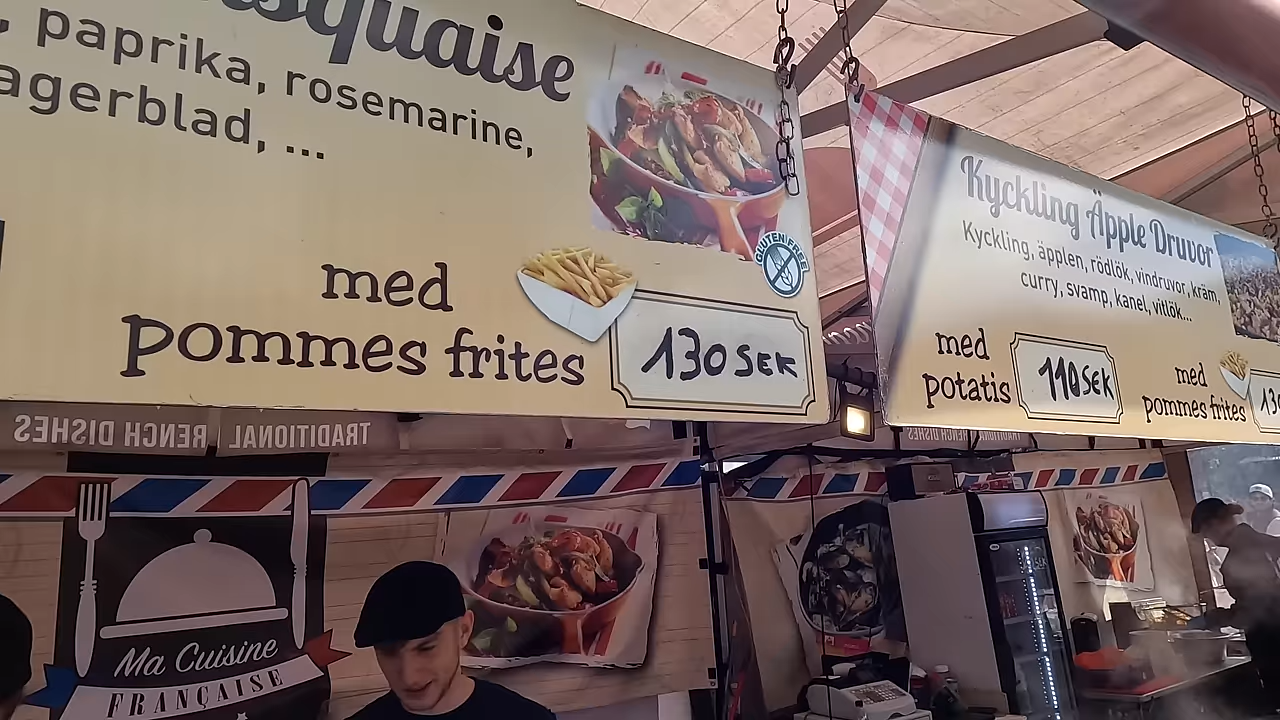 squaise
, paprika, rosemarine,
agerblad, ...
med
pommes frites
130 SEK
GLUTEN FREE
Kyckling Äpple Druvor
Kyckling, äpplen, rödlök, vindruvor, kräm,
curry, svamp, kanel, vitlök...
med
potatis
110 SEK
med
pommes frites
13
TRADITIONAL RENCH DISHES
Ma Cuisine
FRANÇAISE